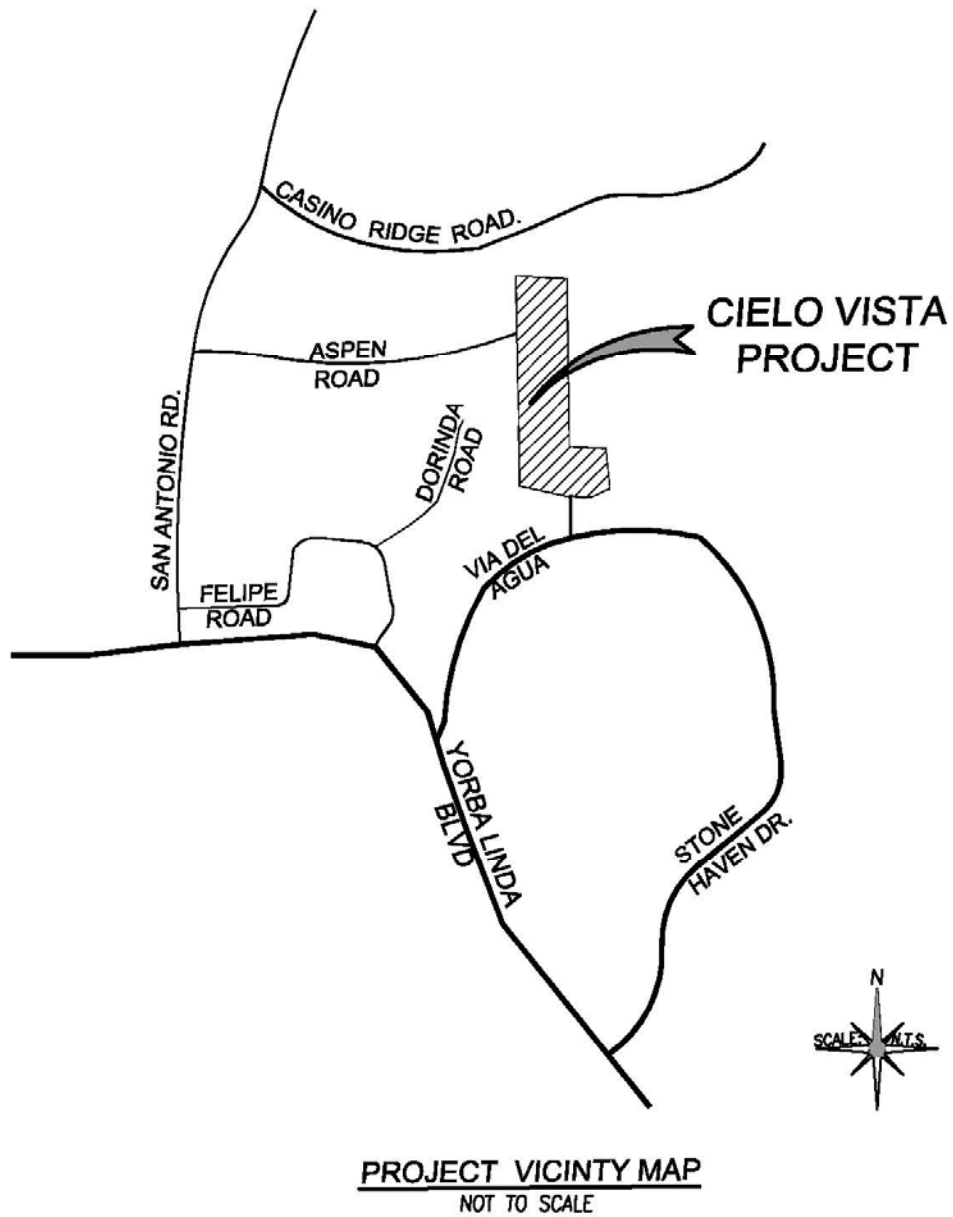 CASINO RIDGE ROAD.
CIELO VISTA
PROJECT
ASPEN
ROAD
DORINDA
ROAD
SAN ANTONIO RD.
VIA DEL
AGUA
FELIPE
ROAD
YORBA LINDA
BLVD
STONE
HAVEN DR.
N
SCALE: N.T.S.
PROJECT VICINTY MAP
NOT TO SCALE